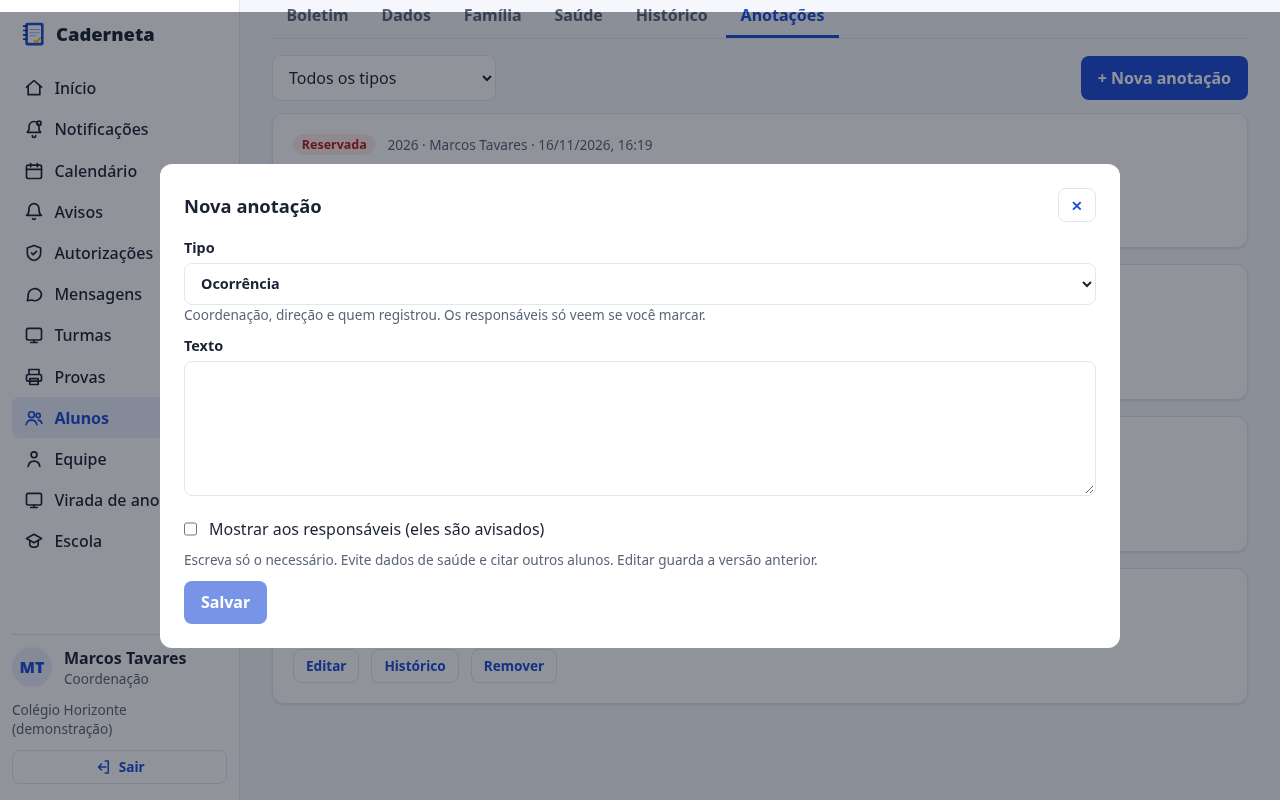 Caderneta
Início
Notificações
Calendário
Avisos
Autorizações
Mensagens
Turmas
Provas
Alunos
Equipe
Virada de ano
Escola
MT
Marcos Tavares
Coordenação
Colégio Horizonte
(demonstração)
Sair
Boletim Dados Família Saúde Histórico Anotações
Todos os tipos
+ Nova anotação
Reservada 2026 · Marcos Tavares · 16/11/2026, 16:19
Nova anotação
×
Tipo
Ocorrência
Coordenação, direção e quem registrou. Os responsáveis só veem se você marcar.
Texto
Mostrar aos responsáveis (eles são avisados)
Escreva só o necessário. Evite dados de saúde e citar outros alunos. Editar guarda a versão anterior.
Salvar
Editar Histórico Remover